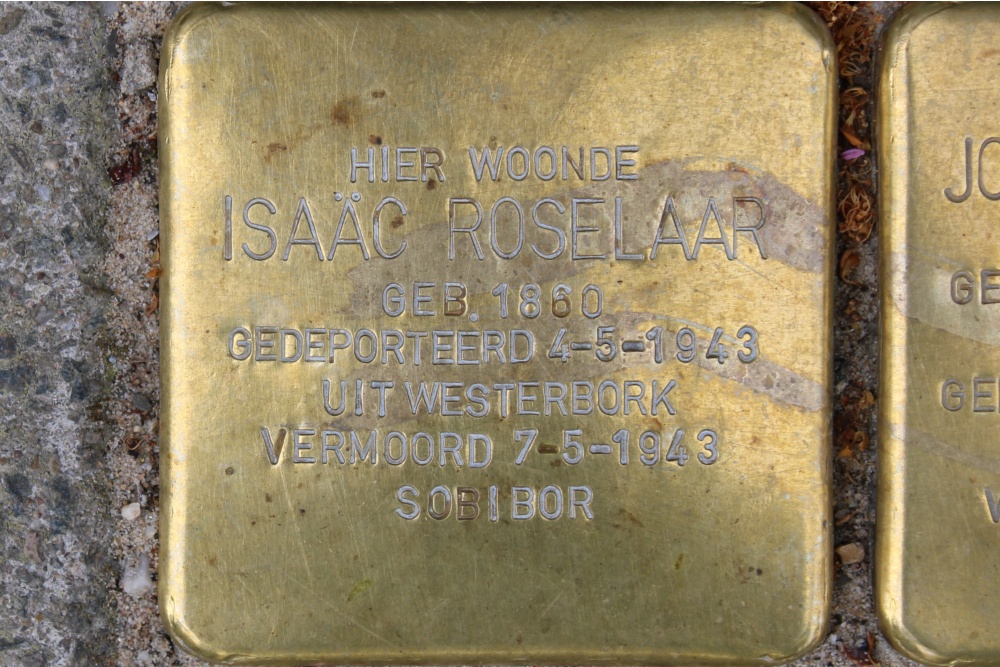 HIER WOONDE
ISAÄC ROSELAAR
GEB. 1860
GEDEPORTEERD 4-5-1943
UIT WESTERBORK
VERMOORD 7-5-1943
SOBIBOR